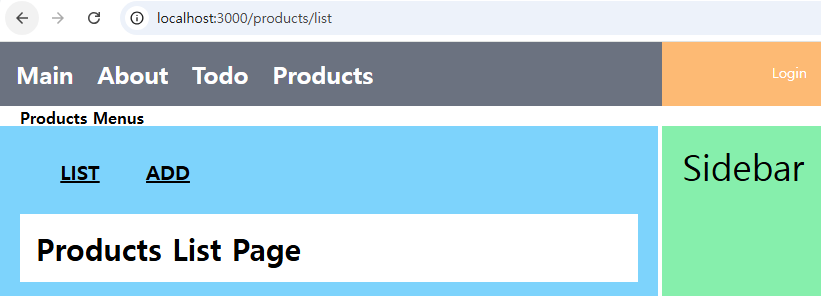 localhost:3000/products/list
Main About Todo Products Login
Products Menus
LIST ADD
Sidebar
Products List Page